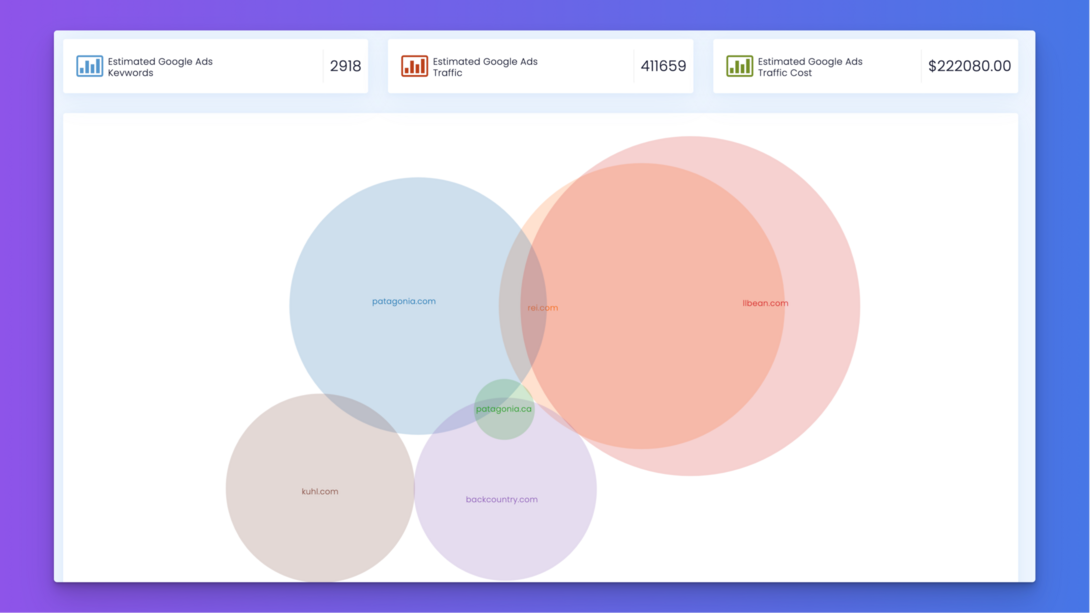 Estimated Google Ads
Keywords
2918
Estimated Google Ads
Traffic
411659
Estimated Google Ads
Traffic Cost
$222080.00
patagonia.com
rei.com
llbean.com
patagonia.ca
kuhl.com
backcountry.com